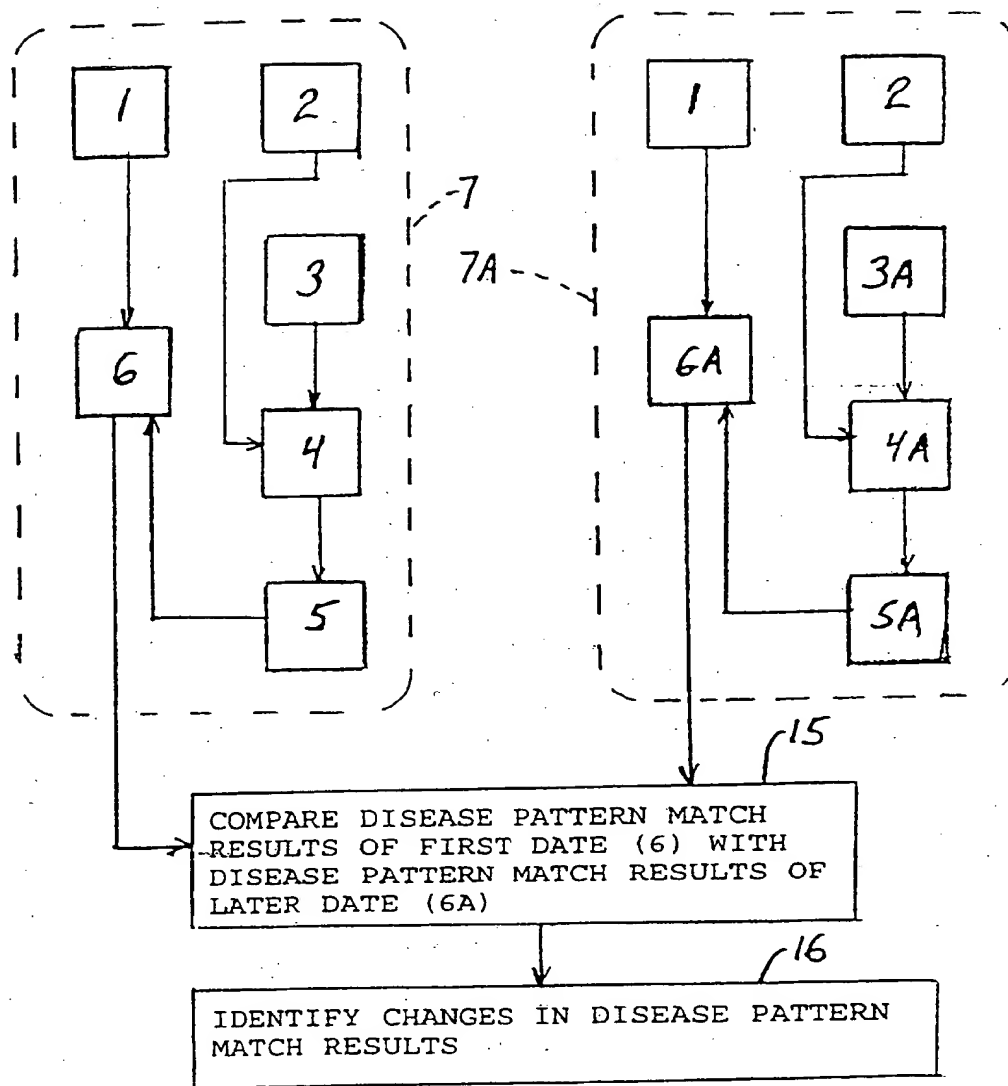 1
2
1
2
7
3
7A
3A
6
6A
4
4A
5
5A
15
COMPARE DISEASE PATTERN MATCH
RESULTS OF FIRST DATE (6) WITH
DISEASE PATTERN MATCH RESULTS OF
LATER DATE (6A)
16
IDENTIFY CHANGES IN DISEASE PATTERN
MATCH RESULTS